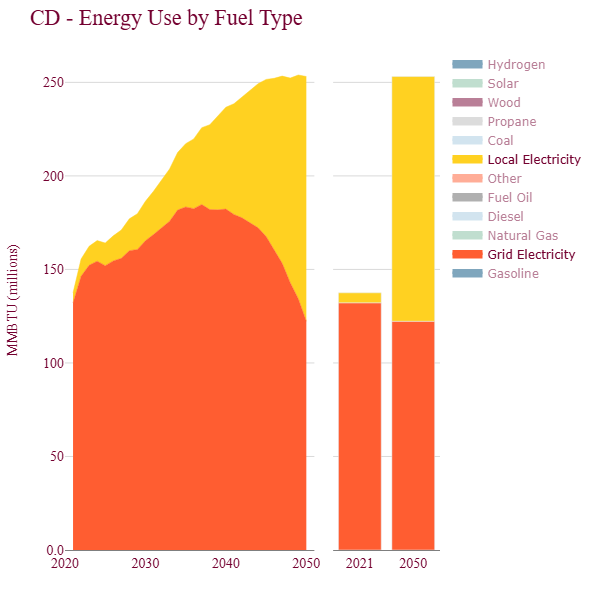 CD - Energy Use by Fuel Type
MMBTU (millions)
250
200
150
100
50
0.0
2020
2030
2040
2050
2021
2050
Hydrogen
Solar
Wood
Propane
Coal
Local Electricity
Other
Fuel Oil
Diesel
Natural Gas
Grid Electricity
Gasoline